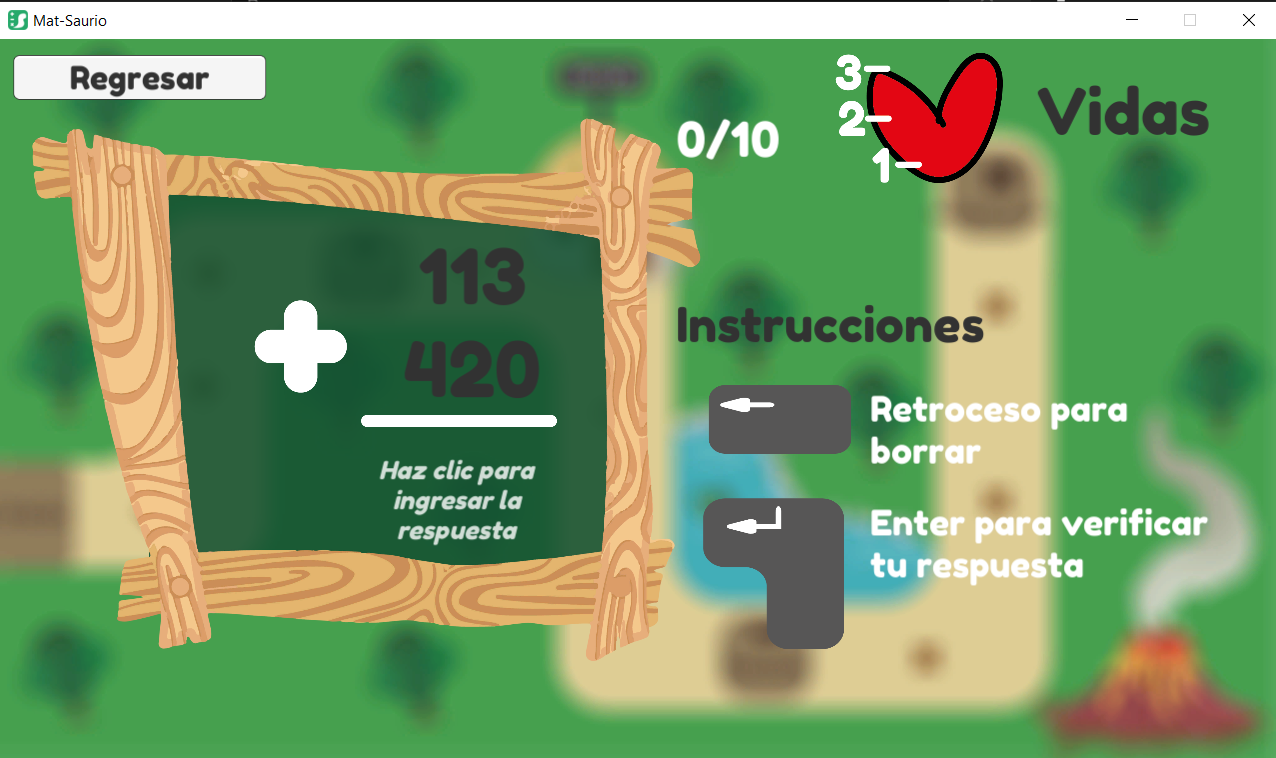 Mat-Saurio
Regresar
0/10
3
2
1
Vidas
113
420
Haz clic para
ingresar la
respuesta
Instrucciones
Retroceso para
borrar
Enter para verificar
tu respuesta